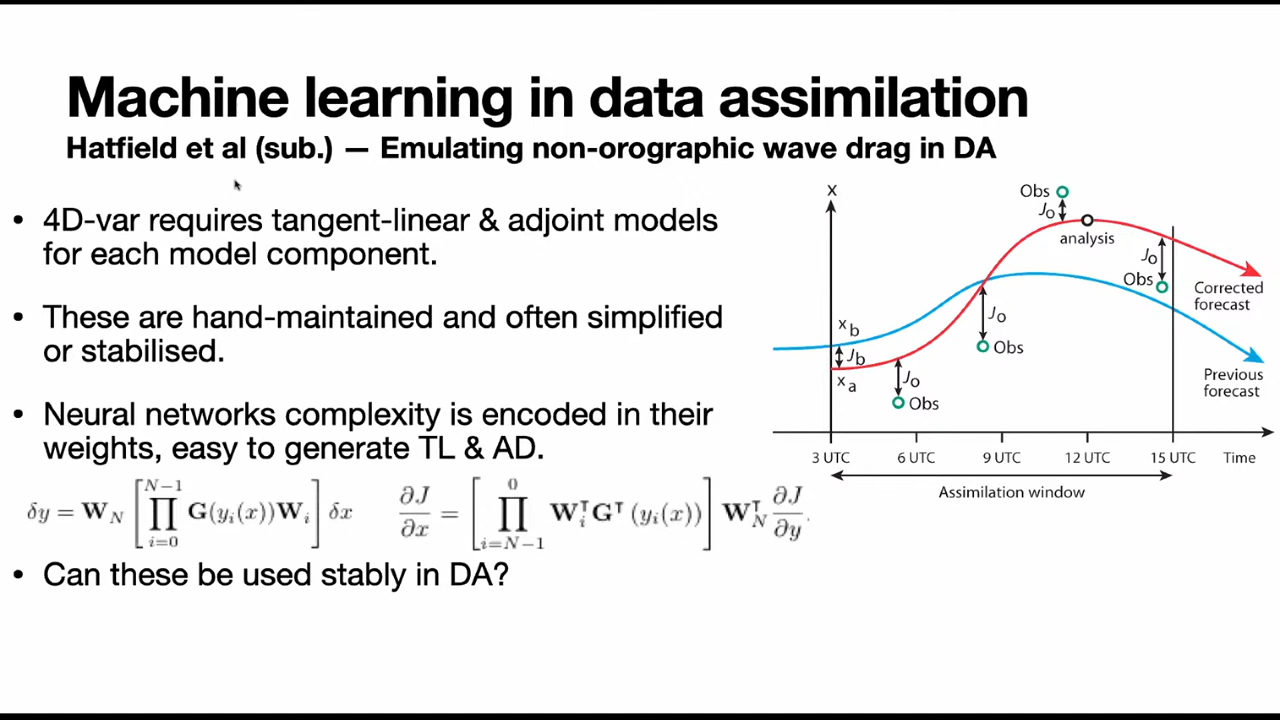 Machine learning in data assimilation
Hatfield et al (sub.) — Emulating non-orographic wave drag in DA
• 4D-var requires tangent-linear & adjoint models
for each model component.
• These are hand-maintained and often simplified
or stabilised.
• Neural networks complexity is encoded in their
weights, easy to generate TL & AD.
δy = W_N [∏_{i=0}^{N−1} G(y_i(x))W_i] δx
∂J/∂x = [∏_{i=N−1}^{0} W_i^T G^T (y_i(x))] W_N^T ∂J/∂y.
• Can these be used stably in DA?
x
Obs
J_o
analysis
J_o
Obs
Corrected
forecast
x_b
J_b
x_a
J_o
Obs
J_o
Obs
Previous
forecast
3 UTC 6 UTC 9 UTC 12 UTC 15 UTC Time
Assimilation window